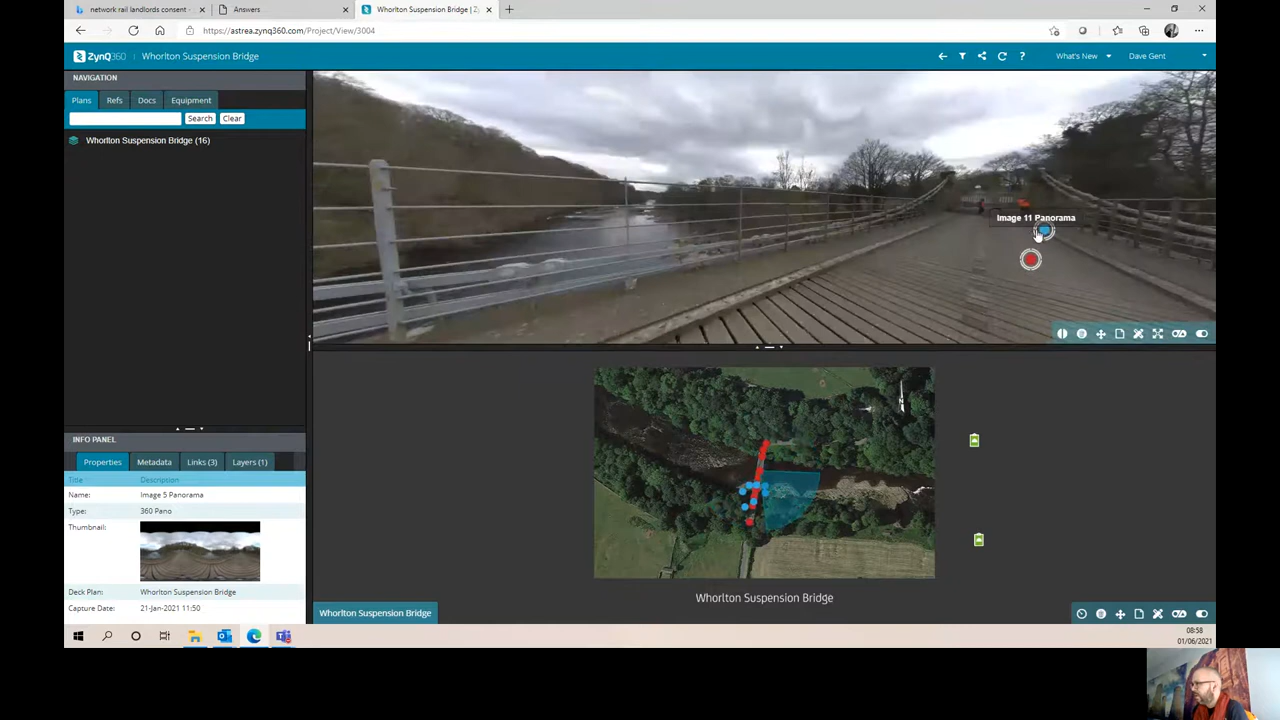 network rail landlords consent -
Answers
Whorlton Suspension Bridge | Zy
https://astrea.zynq360.com/Project/View/3004
ZynQ360
Whorlton Suspension Bridge
What's New
Dave Gent
NAVIGATION
Plans Refs Docs Equipment
Search Clear
Whorlton Suspension Bridge (16)
Image 11 Panorama
INFO PANEL
Properties Metadata Links (3) Layers (1)
Title Description
Name: Image 5 Panorama
Type: 360 Pano
Thumbnail:
Deck Plan: Whorlton Suspension Bridge
Capture Date: 21-Jan-2021 11:50
N
Whorlton Suspension Bridge
Whorlton Suspension Bridge
08:58
01/06/2021